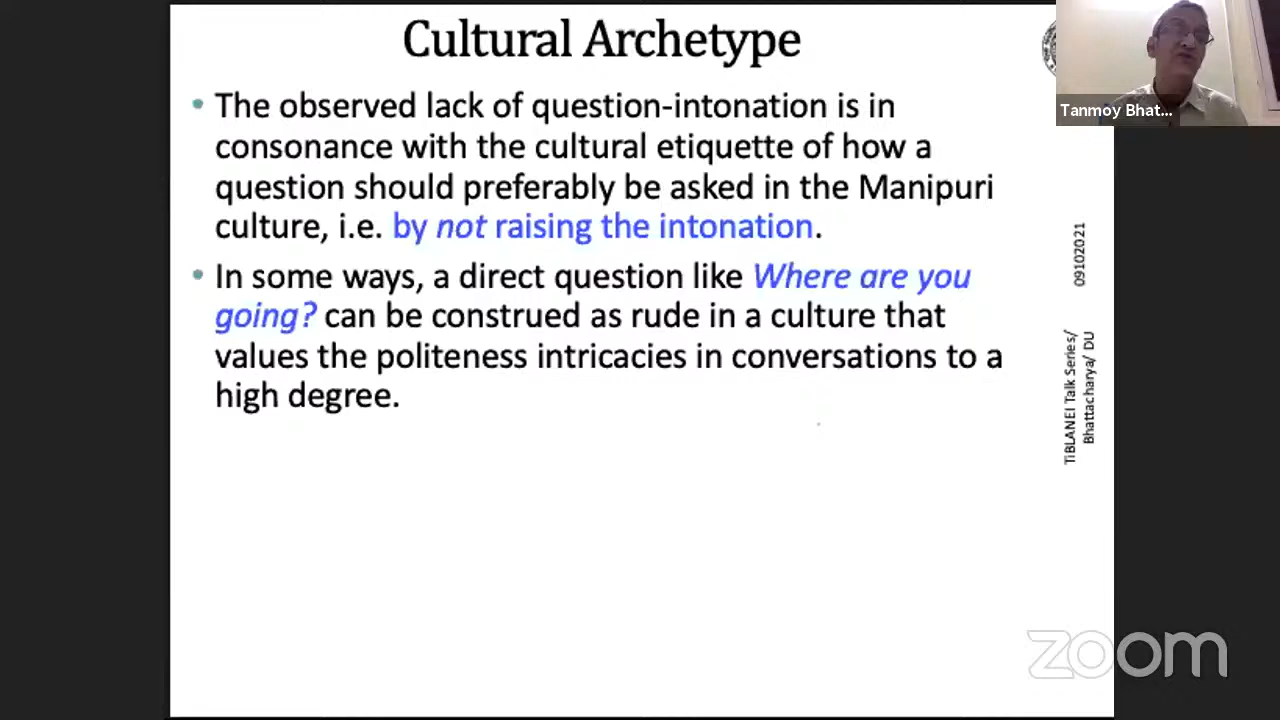 Cultural Archetype
• The observed lack of question-intonation is in
consonance with the cultural etiquette of how a
question should preferably be asked in the Manipuri
culture, i.e. by not raising the intonation.
• In some ways, a direct question like Where are you
going? can be construed as rude in a culture that
values the politeness intricacies in conversations to a
high degree.
Tanmoy Bhat...
09102021
TiBLANEI Talk Series/
Bhattacharya/ DU
zoom